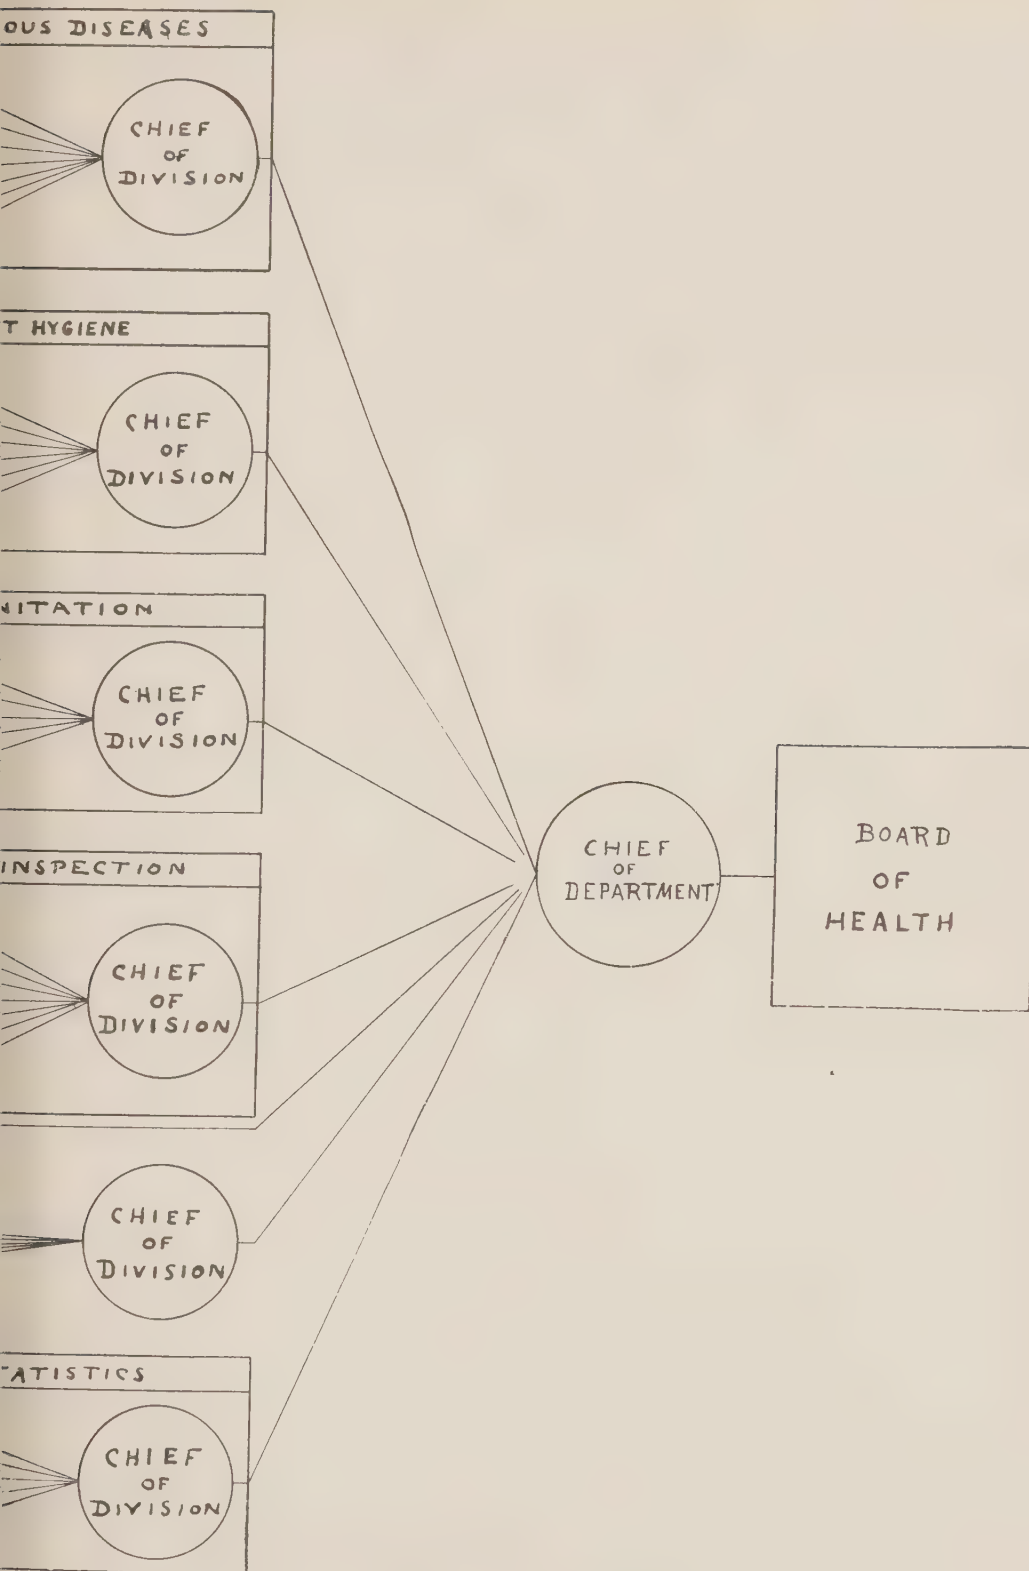 OUS DISEASES
CHIEF
OF
DIVISION
T HYGIENE
CHIEF
OF
DIVISION
NITATION
CHIEF
OF
DIVISION
INSPECTION
CHIEF
OF
DIVISION
CHIEF
OF
DIVISION
TATISTICS
CHIEF
OF
DIVISION
CHIEF
OF
DEPARTMENT
BOARD
OF
HEALTH